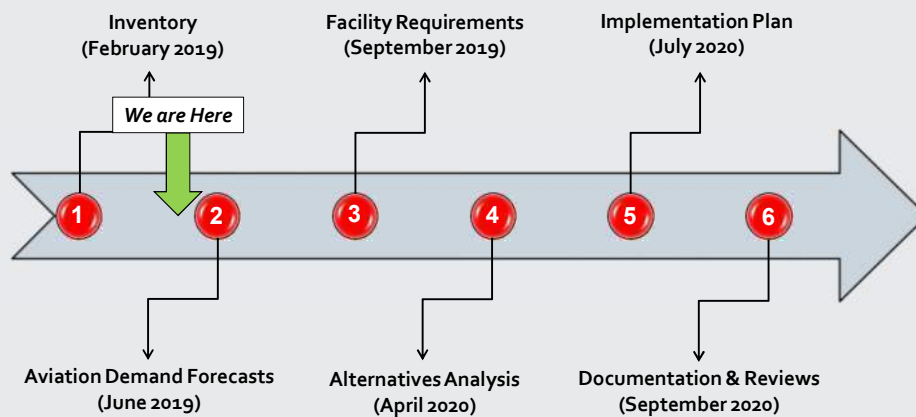 Inventory
(February 2019)
Facility Requirements
(September 2019)
Implementation Plan
(July 2020)
We are Here
1
2
3
4
5
6
Aviation Demand Forecasts
(June 2019)
Alternatives Analysis
(April 2020)
Documentation & Reviews
(September 2020)